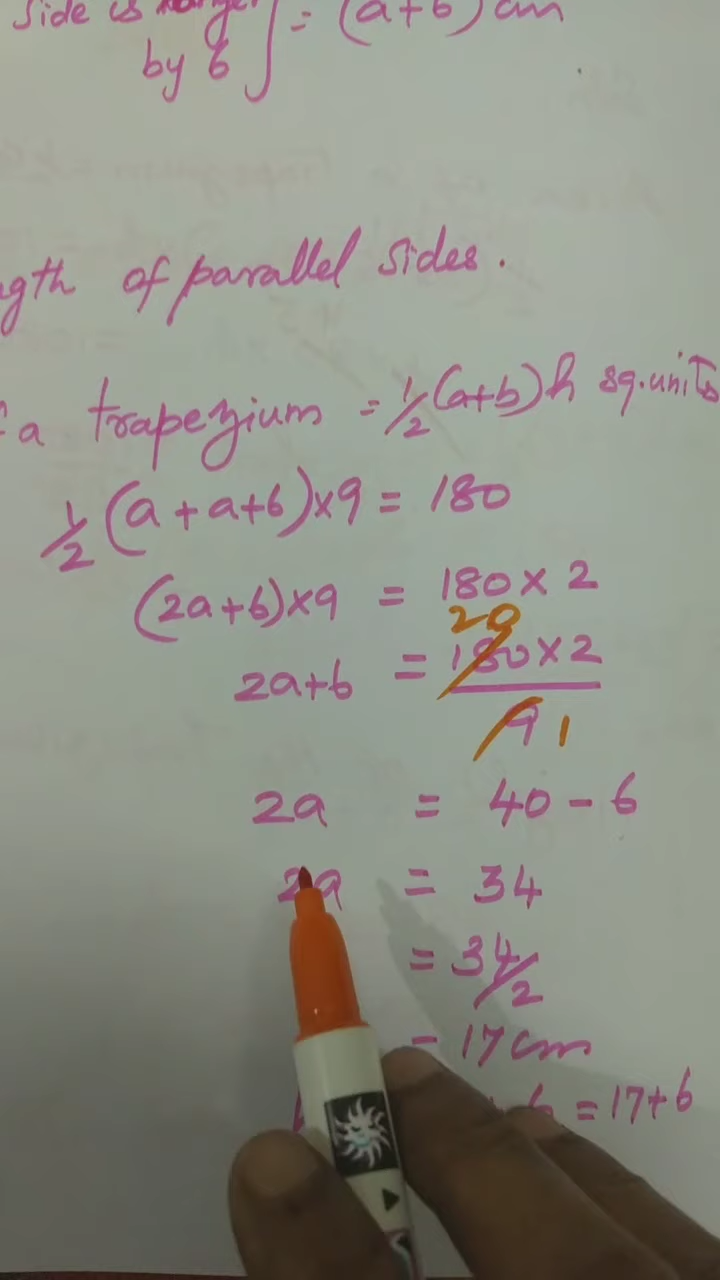 Side is
by 6 } = (a+6) cm
of parallel sides.
a trapezium = 1/2 (a+b) h sq.units
1/2 (a+a+6)×9 = 180
(2a+6)×9 = 180×2
20
2a+6 = 180×2
9 1
2a = 40-6
2a = 34
= 34/2
= 17cm
6 = 17+6